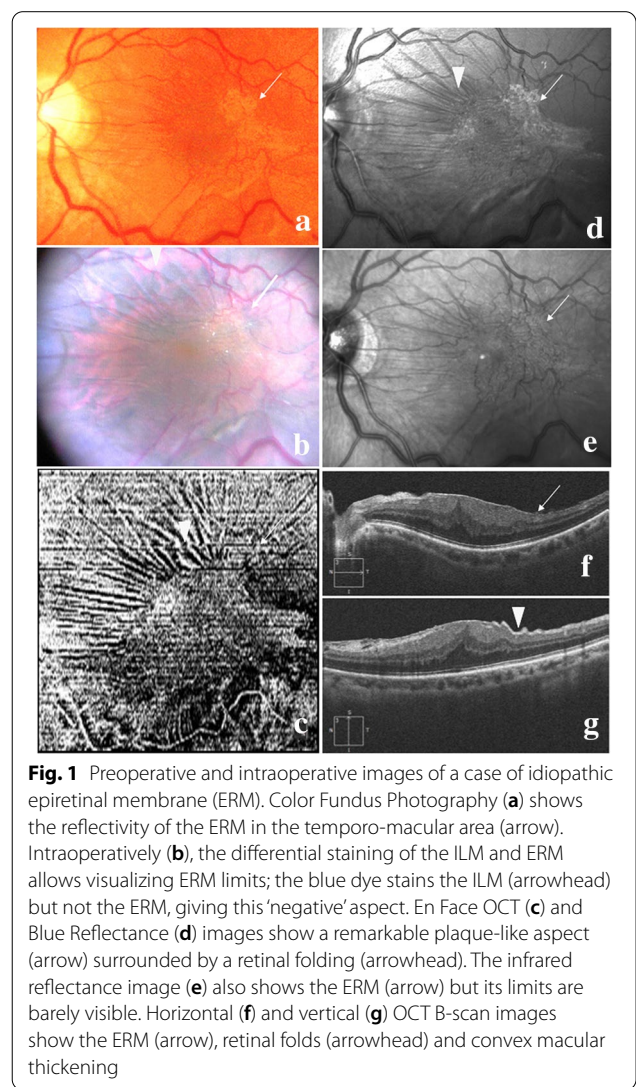 a
d
b
e
c
f
g
Fig. 1 Preoperative and intraoperative images of a case of idiopathic
epiretinal membrane (ERM). Color Fundus Photography (a) shows
the reflectivity of the ERM in the temporo-macular area (arrow).
Intraoperatively (b), the differential staining of the ILM and ERM
allows visualizing ERM limits; the blue dye stains the ILM (arrowhead)
but not the ERM, giving this ‘negative’ aspect. En Face OCT (c) and
Blue Reflectance (d) images show a remarkable plaque-like aspect
(arrow) surrounded by a retinal folding (arrowhead). The infrared
reflectance image (e) also shows the ERM (arrow) but its limits are
barely visible. Horizontal (f) and vertical (g) OCT B-scan images
show the ERM (arrow), retinal folds (arrowhead) and convex macular
thickening